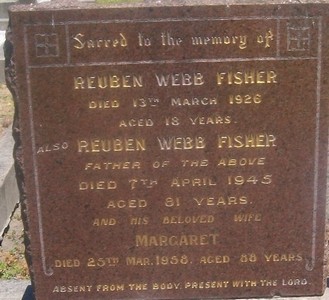 Sacred to the memory of
REUBEN WEBB FISHER
DIED 13TH MARCH 1926
AGED 18 YEARS.
ALSO REUBEN WEBB FISHER
FATHER OF THE ABOVE
DIED 7TH APRIL 1945
AGED 81 YEARS.
AND HIS BELOVED WIFE
MARGARET
DIED 25TH MAR. 1958, AGED 88 YEARS
ABSENT FROM THE BODY, PRESENT WITH THE LORD.